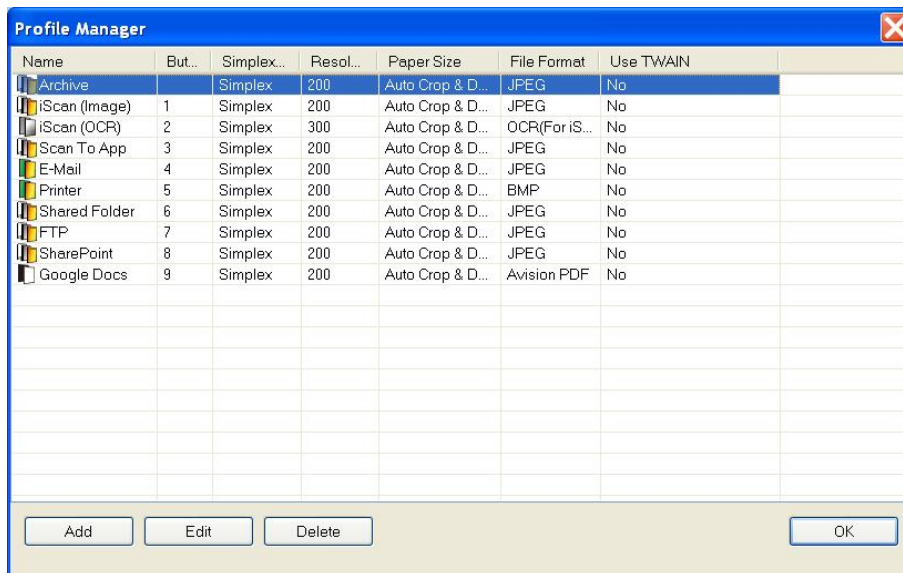 Profile Manager
Name But... Simplex... Resol... Paper Size File Format Use TWAIN
Archive Simplex 200 Auto Crop & D... JPEG No
iScan (Image) 1 Simplex 200 Auto Crop & D... JPEG No
iScan (OCR) 2 Simplex 300 Auto Crop & D... OCR(For iS... No
Scan To App 3 Simplex 200 Auto Crop & D... JPEG No
E-Mail 4 Simplex 200 Auto Crop & D... JPEG No
Printer 5 Simplex 200 Auto Crop & D... BMP No
Shared Folder 6 Simplex 200 Auto Crop & D... JPEG No
FTP 7 Simplex 200 Auto Crop & D... JPEG No
SharePoint 8 Simplex 200 Auto Crop & D... JPEG No
Google Docs 9 Simplex 200 Auto Crop & D... Avision PDF No
Add Edit Delete OK